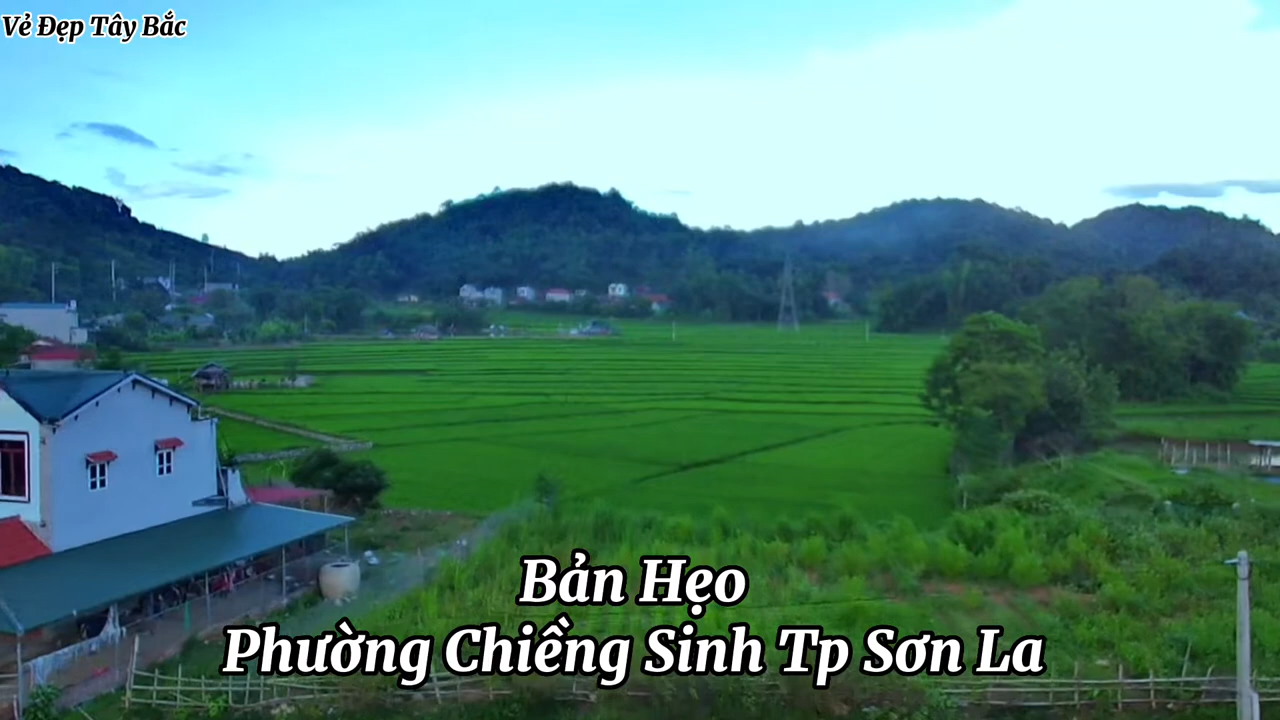 Vẻ Đẹp Tây Bắc
Bản Hẹo
Phường Chiềng Sinh Tp Sơn La